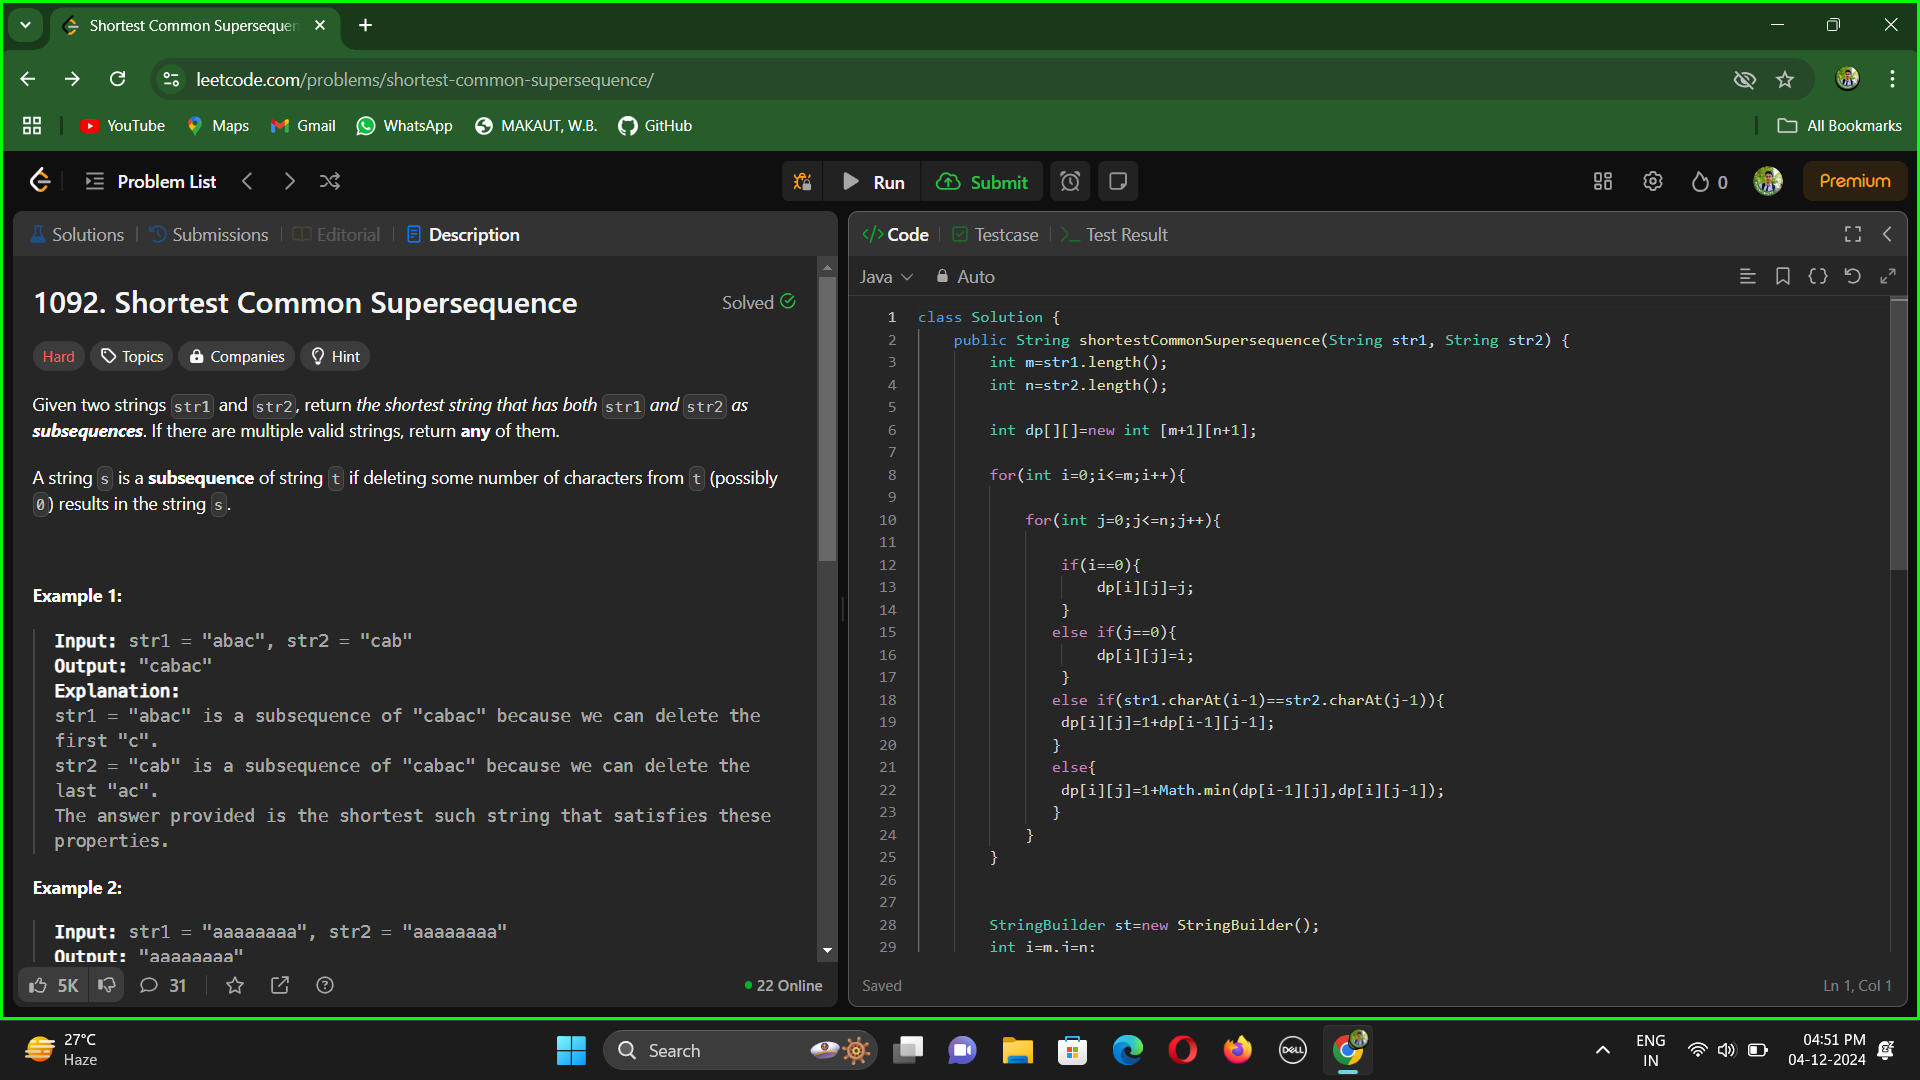 Shortest Common Supersequen
leetcode.com/problems/shortest-common-supersequence/
YouTube
Maps
Gmail
WhatsApp
MAKAUT, W.B.
GitHub
All Bookmarks
Problem List
Run
Submit
0
Premium
Solutions
Submissions
Editorial
Description
1092. Shortest Common Supersequence
Solved
Hard
Topics
Companies
Hint
Given two strings str1 and str2, return the shortest string that has both str1 and str2 as
subsequences. If there are multiple valid strings, return any of them.
A string s is a subsequence of string t if deleting some number of characters from t (possibly
0) results in the string s.
Example 1:
Input: str1 = "abac", str2 = "cab"
Output: "cabac"
Explanation:
str1 = "abac" is a subsequence of "cabac" because we can delete the
first "c".
str2 = "cab" is a subsequence of "cabac" because we can delete the
last "ac".
The answer provided is the shortest such string that satisfies these
properties.
Example 2:
Input: str1 = "aaaaaaaa", str2 = "aaaaaaaa"
Output: "aaaaaaaa"
5K
31
22 Online
Code
Testcase
Test Result
Java
Auto
1 class Solution {
2 public String shortestCommonSupersequence(String str1, String str2) {
3 int m=str1.length();
4 int n=str2.length();
5
6 int dp[][]=new int [m+1][n+1];
7
8 for(int i=0;i<=m;i++){
9
10 for(int j=0;j<=n;j++){
11
12 if(i==0){
13 dp[i][j]=j;
14 }
15 else if(j==0){
16 dp[i][j]=i;
17 }
18 else if(str1.charAt(i-1)==str2.charAt(j-1)){
19 dp[i][j]=1+dp[i-1][j-1];
20 }
21 else{
22 dp[i][j]=1+Math.min(dp[i-1][j],dp[i][j-1]);
23 }
24 }
25 }
26
27
28 StringBuilder st=new StringBuilder();
29 int i=m,j=n;
Saved
Ln 1, Col 1
27°C
Haze
Search
DELL
ENG
IN
04:51 PM
04-12-2024